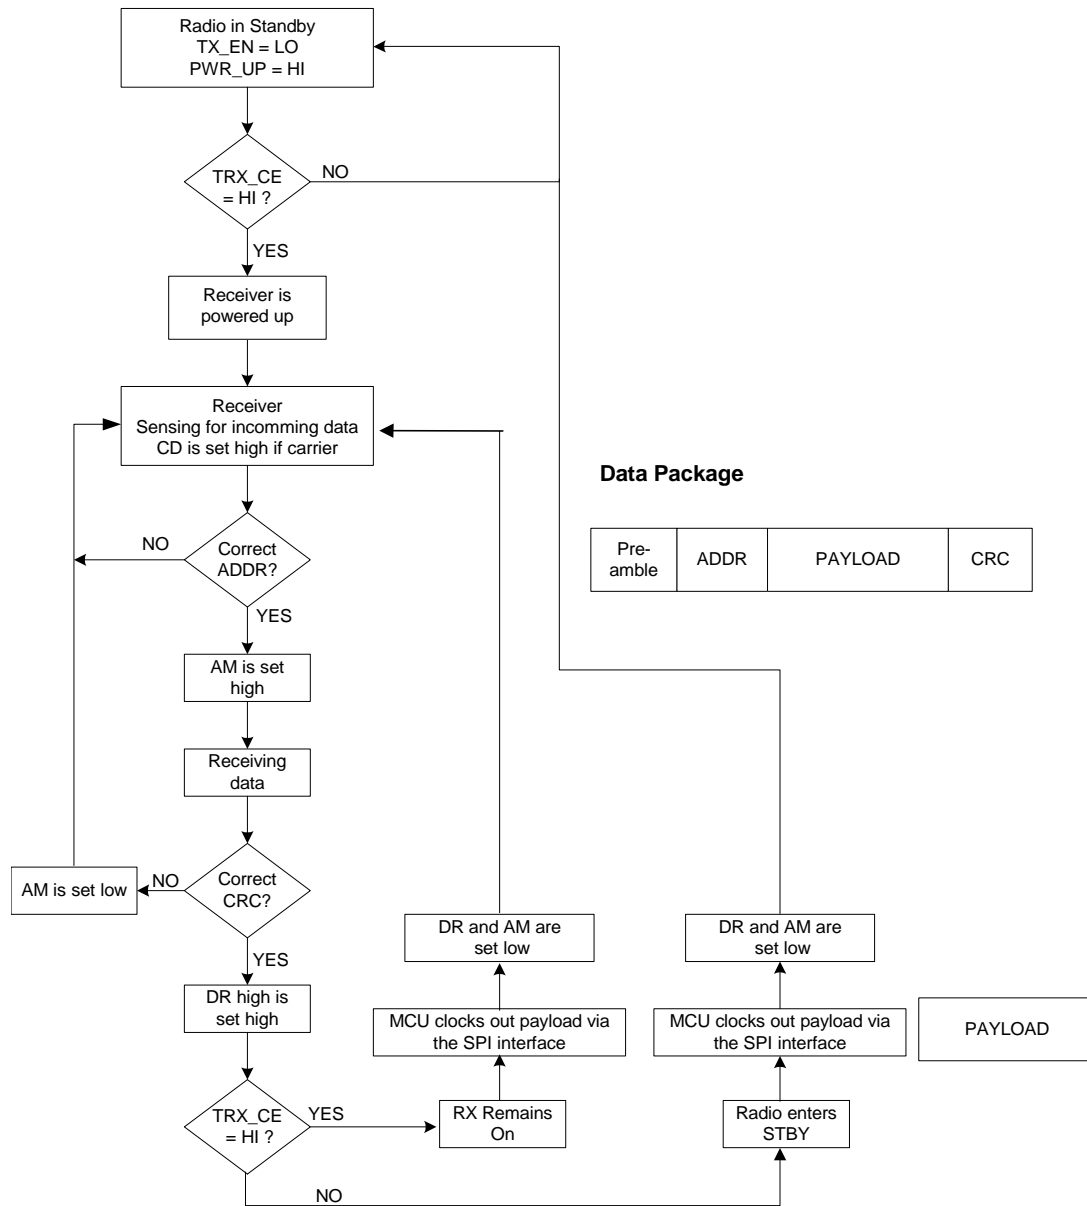 Radio in Standby
TX_EN = LO
PWR_UP = HI
TRX_CE
= HI ?
NO
YES
Receiver is
powered up
Receiver
Sensing for incomming data
CD is set high if carrier
Data Package
Pre-
amble
ADDR
PAYLOAD
CRC
NO
Correct
ADDR?
YES
AM is set
high
Receiving
data
Correct
CRC?
NO
AM is set low
YES
DR high is
set high
TRX_CE
= HI ?
YES
NO
RX Remains
On
MCU clocks out payload via
the SPI interface
DR and AM are
set low
Radio enters
STBY
MCU clocks out payload via
the SPI interface
DR and AM are
set low
PAYLOAD